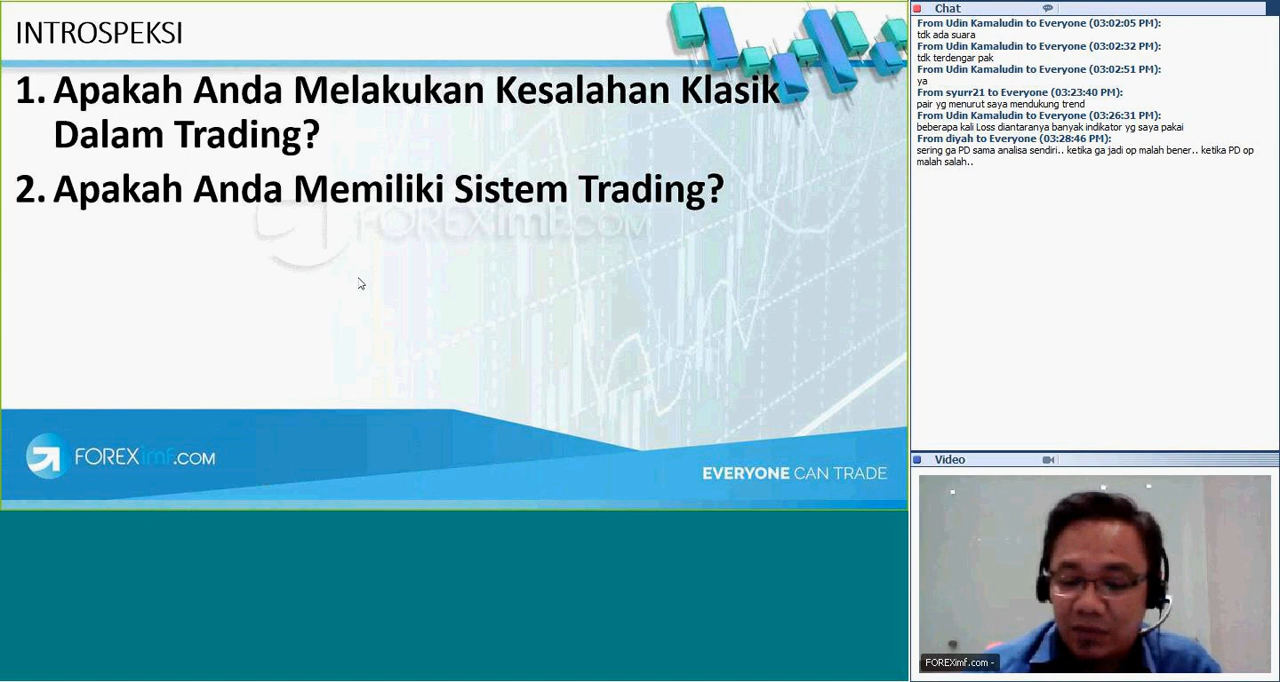 INTROSPEKSI
1. Apakah Anda Melakukan Kesalahan Klasik
Dalam Trading?
2. Apakah Anda Memiliki Sistem Trading?
FOREXimf.COM
FOREXimf.COM
EVERYONE CAN TRADE
Chat
From Udin Kamaludin to Everyone (03:02:05 PM):
tdk ada suara
From Udin Kamaludin to Everyone (03:02:32 PM):
tdk terdengar pak
From Udin Kamaludin to Everyone (03:02:51 PM):
ya
From syurr21 to Everyone (03:23:40 PM):
pair yg menurut saya mendukung trend
From Udin Kamaludin to Everyone (03:26:31 PM):
beberapa kali Loss diantaranya banyak indikator yg saya pakai
From diyah to Everyone (03:28:46 PM):
sering ga PD sama analisa sendiri.. ketika ga jadi op malah bener.. ketika PD op
malah salah..
Video
FOREXimf.com -